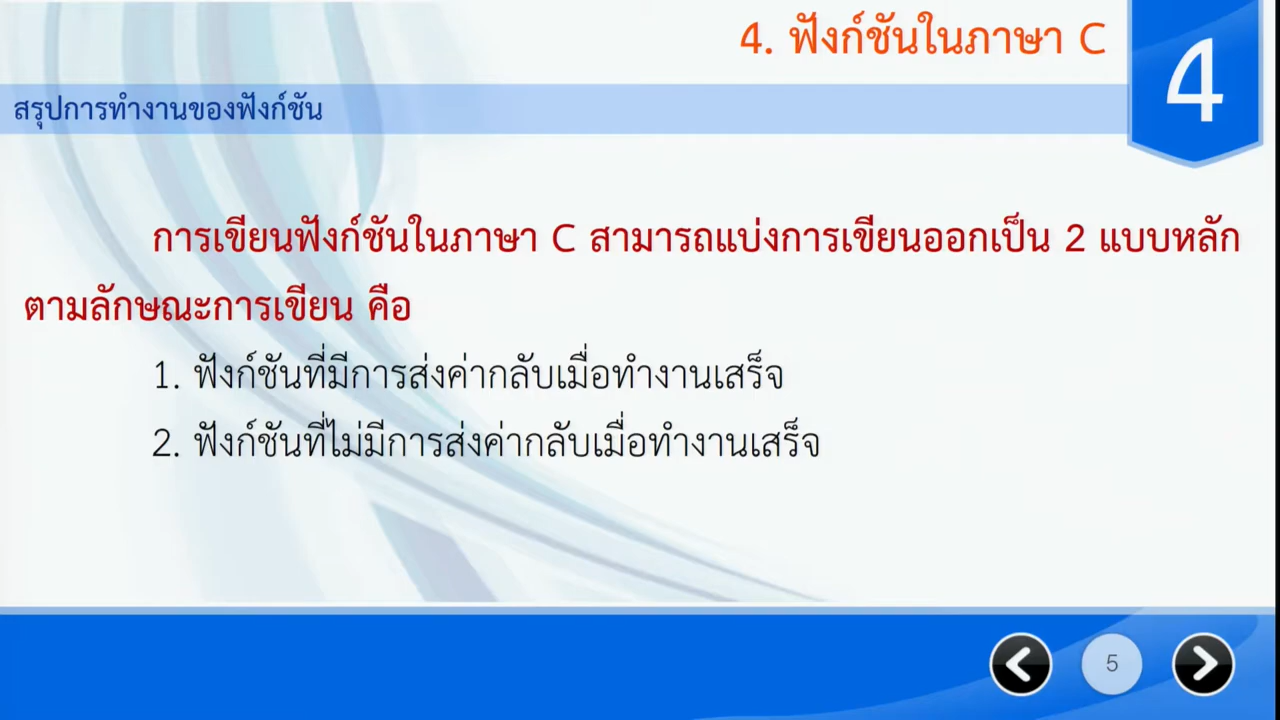 4. ฟังก์ชันในภาษา C
4
สรุปการทำงานของฟังก์ชัน
การเขียนฟังก์ชันในภาษา C สามารถแบ่งการเขียนออกเป็น 2 แบบหลัก
ตามลักษณะการเขียน คือ
1. ฟังก์ชันที่มีการส่งค่ากลับเมื่อทำงานเสร็จ
2. ฟังก์ชันที่ไม่มีการส่งค่ากลับเมื่อทำงานเสร็จ
5